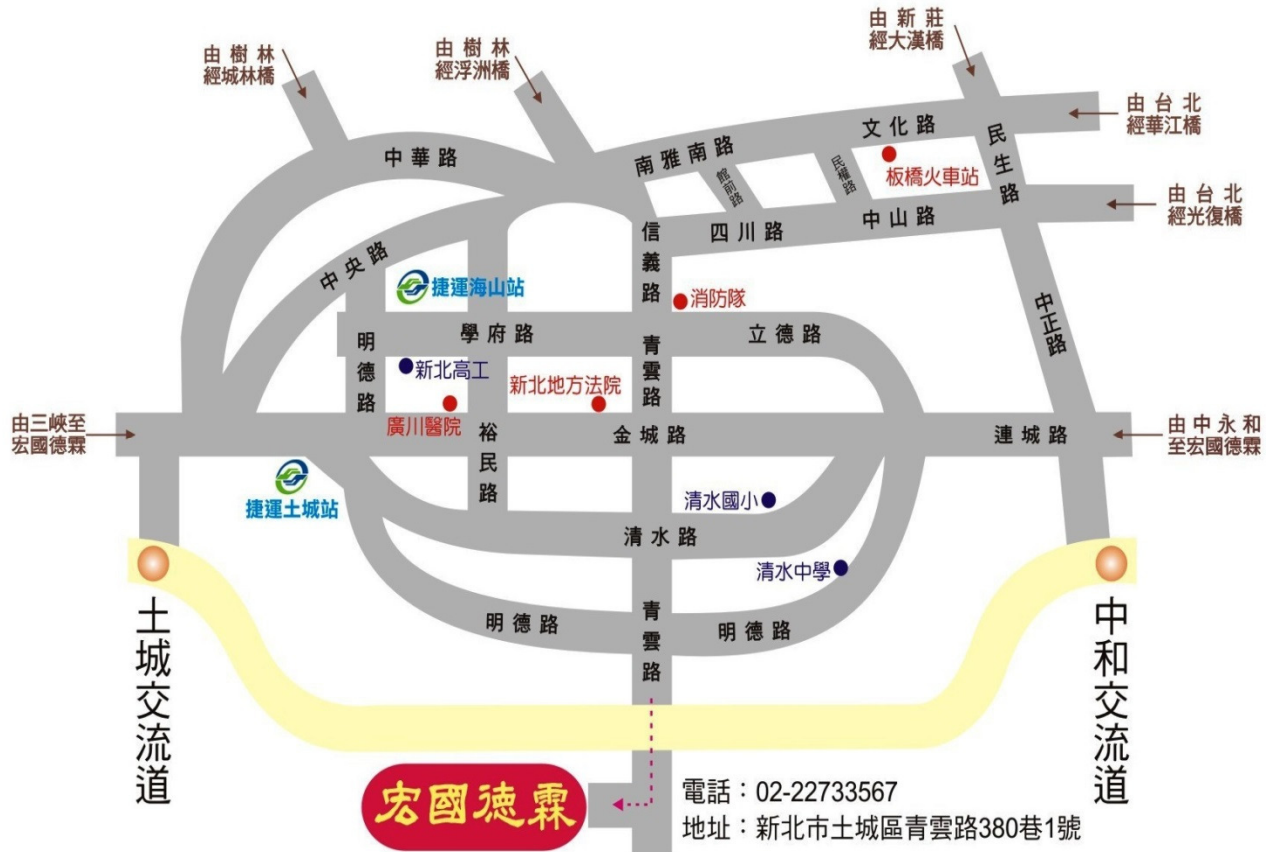 由樹林
經城林橋
由樹林
經浮洲橋
由新莊
經大漢橋
由台北
經華江橋
由台北
經光復橋
中華路
南雅南路
文化路
民生路
館前路
民權路
板橋火車站
四川路
中山路
信義路
中央路
捷運海山站
消防隊
學府路
立德路
中正路
明德路
青雲路
新北高工
新北地方法院
廣川醫院
由三峽至
宏國德霖
裕民路
金城路
連城路
由中永和
至宏國德霖
捷運土城站
清水國小
清水路
清水中學
明德路
青雲路
明德路
土城交流道
中和交流道
宏國德霖
電話：02-22733567
地址：新北市土城區青雲路380巷1號